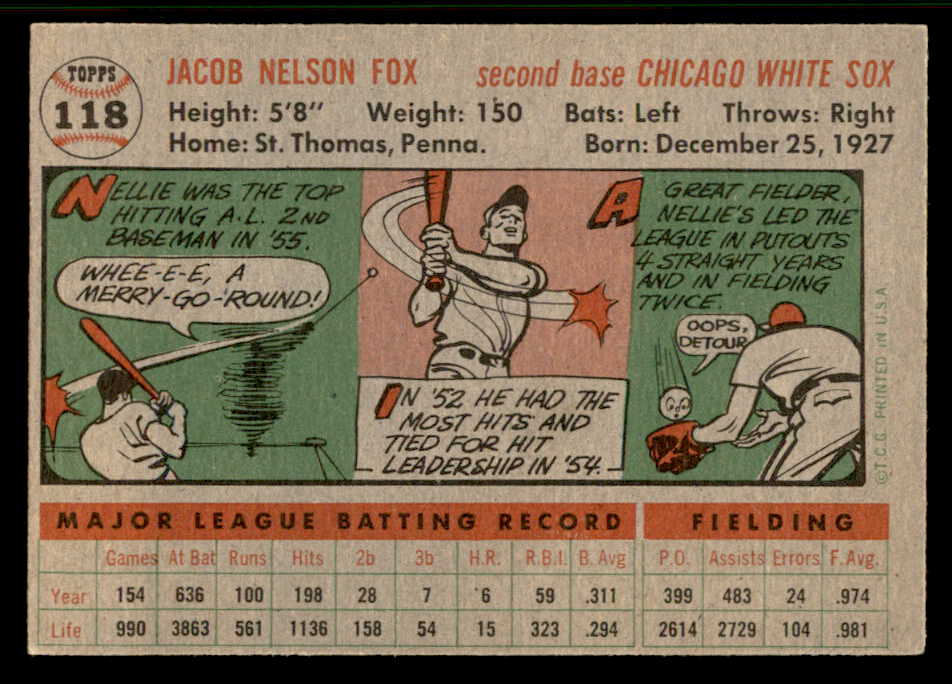 TOPPS
118
JACOB NELSON FOX second base CHICAGO WHITE SOX
Height: 5'8" Weight: 150 Bats: Left Throws: Right
Home: St. Thomas, Penna. Born: December 25, 1927
NELLIE WAS THE TOP
HITTING A.L. 2ND
BASEMAN IN '55.
WHEE-E-E, A
MERRY-GO-'ROUND!
IN '52 HE HAD THE
MOST HITS AND
TIED FOR HIT
LEADERSHIP IN '54.
A GREAT FIELDER,
NELLIE'S LED THE
LEAGUE IN PUTOUTS
4 STRAIGHT YEARS
AND IN FIELDING
TWICE.
OOPS,
DETOUR
©T.C.G. PRINTED IN U.S.A.
MAJOR LEAGUE BATTING RECORD FIELDING
Games At Bat Runs Hits 2b 3b H.R. R.B.I. B. Avg P.O. Assists Errors F. Avg.
Year 154 636 100 198 28 7 6 59 .311 399 483 24 .974
Life 990 3863 561 1136 158 54 15 323 .294 2614 2729 104 .981